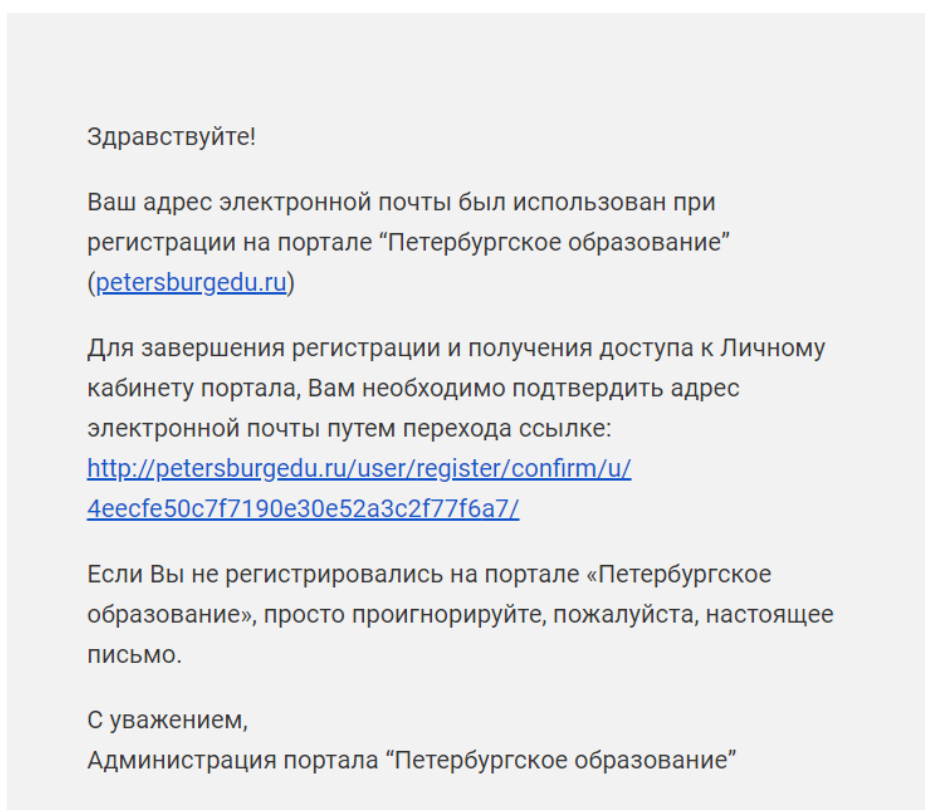 Здравствуйте!
Ваш адрес электронной почты был использован при
регистрации на портале “Петербургское образование”
(petersburgedu.ru)
Для завершения регистрации и получения доступа к Личному
кабинету портала, Вам необходимо подтвердить адрес
электронной почты путем перехода ссылке:
http://petersburgedu.ru/user/register/confirm/u/
4eecfe50c7f7190e30e52a3c2f77f6a7/
Если Вы не регистрировались на портале «Петербургское
образование», просто проигнорируйте, пожалуйста, настоящее
письмо.
С уважением,
Администрация портала “Петербургское образование”